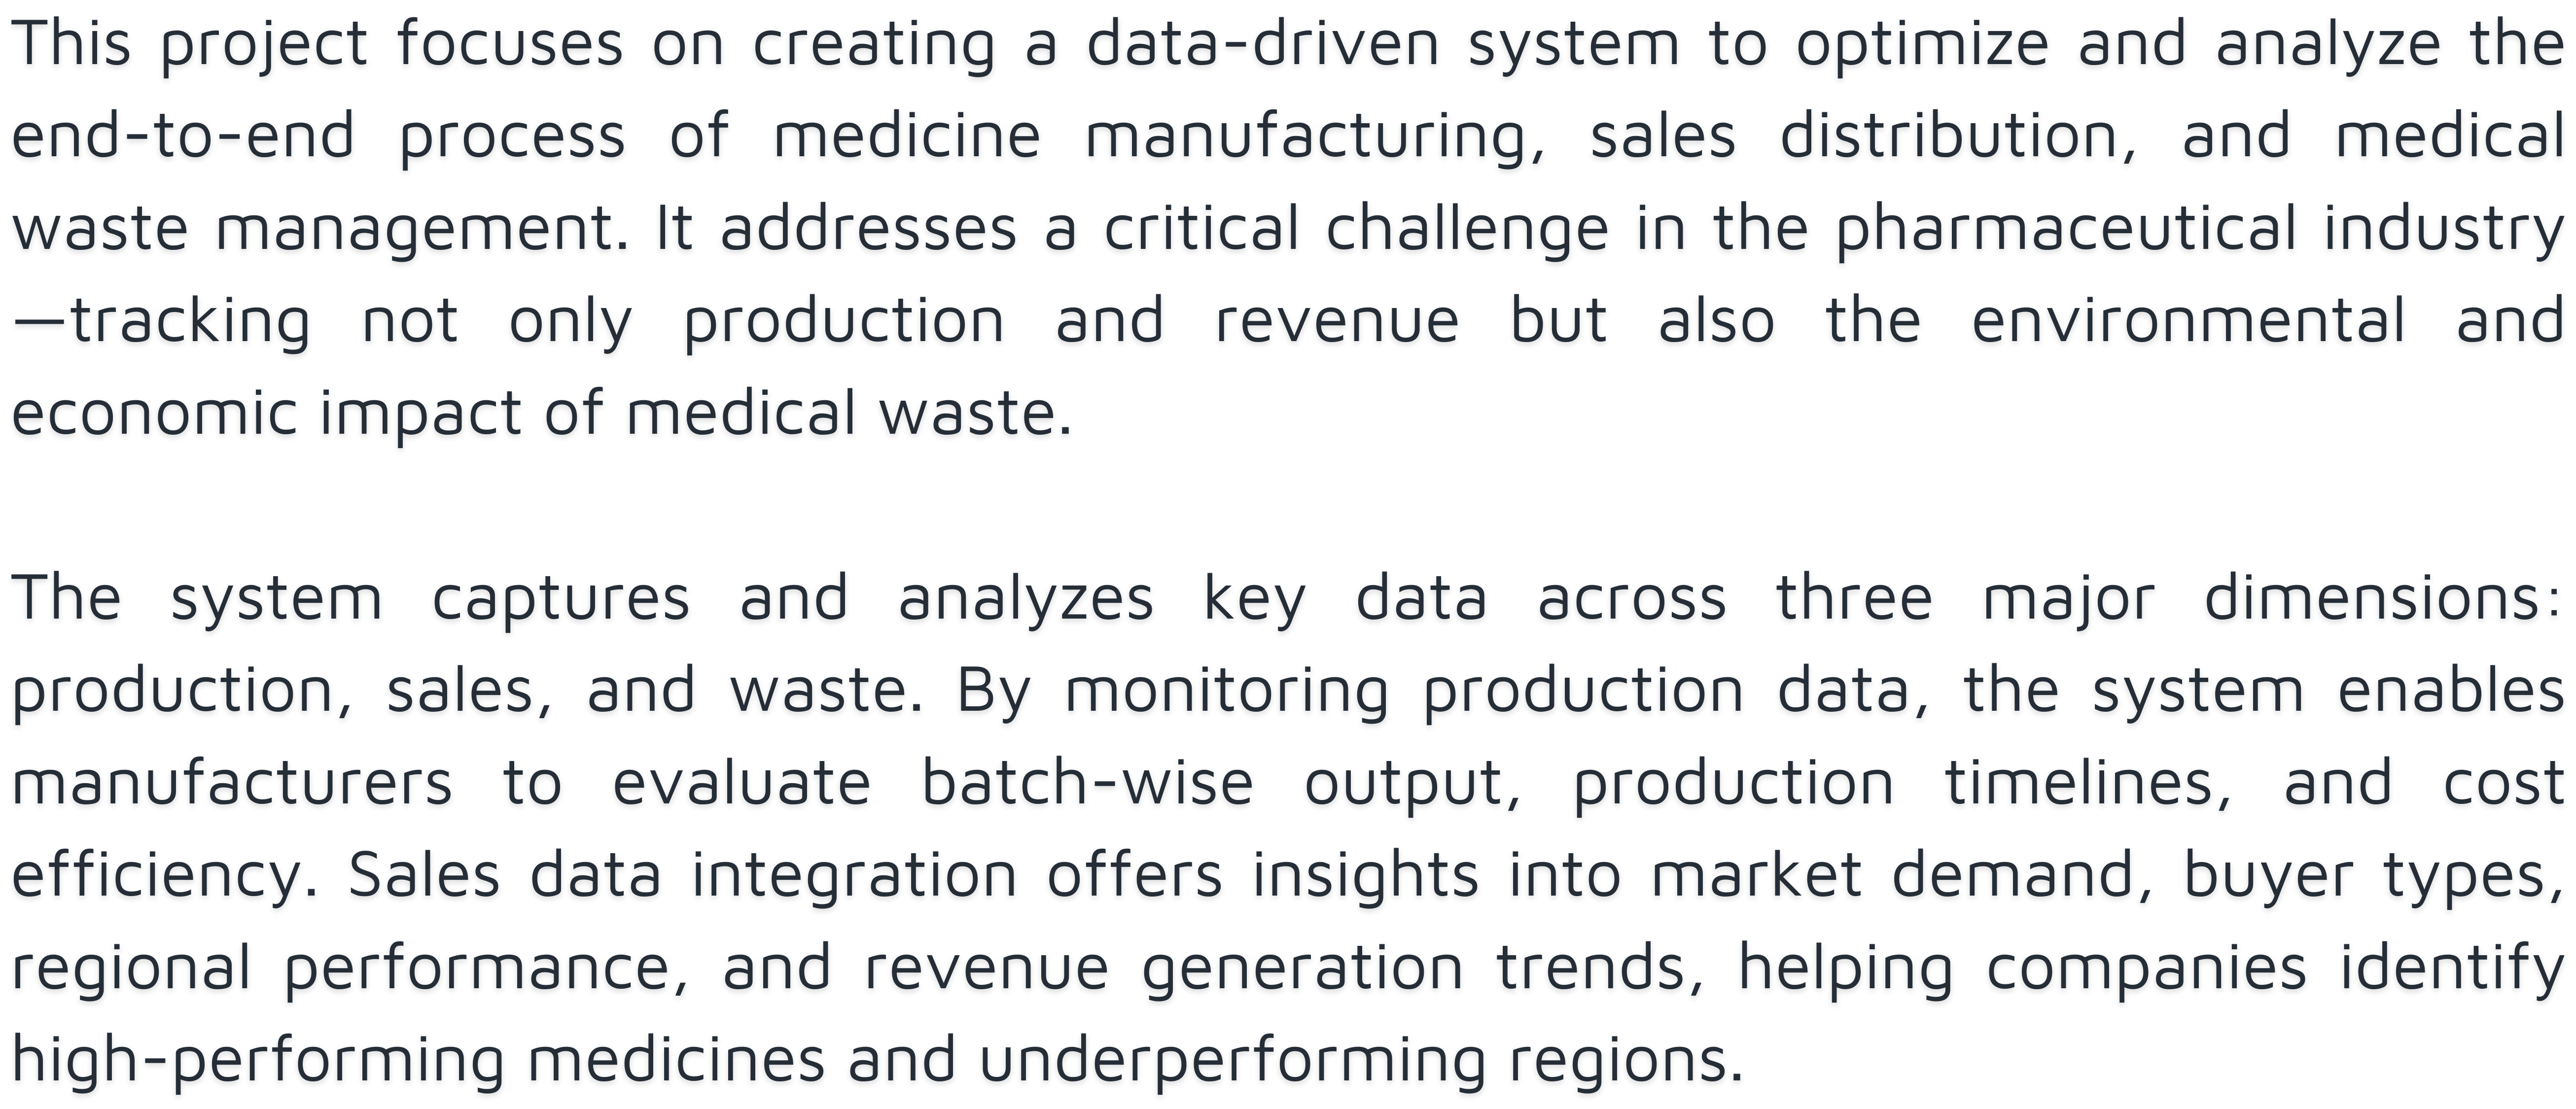 This project focuses on creating a data-driven system to optimize and analyze the
end-to-end process of medicine manufacturing, sales distribution, and medical
waste management. It addresses a critical challenge in the pharmaceutical industry
—tracking not only production and revenue but also the environmental and
economic impact of medical waste.
The system captures and analyzes key data across three major dimensions:
production, sales, and waste. By monitoring production data, the system enables
manufacturers to evaluate batch-wise output, production timelines, and cost
efficiency. Sales data integration offers insights into market demand, buyer types,
regional performance, and revenue generation trends, helping companies identify
high-performing medicines and underperforming regions.